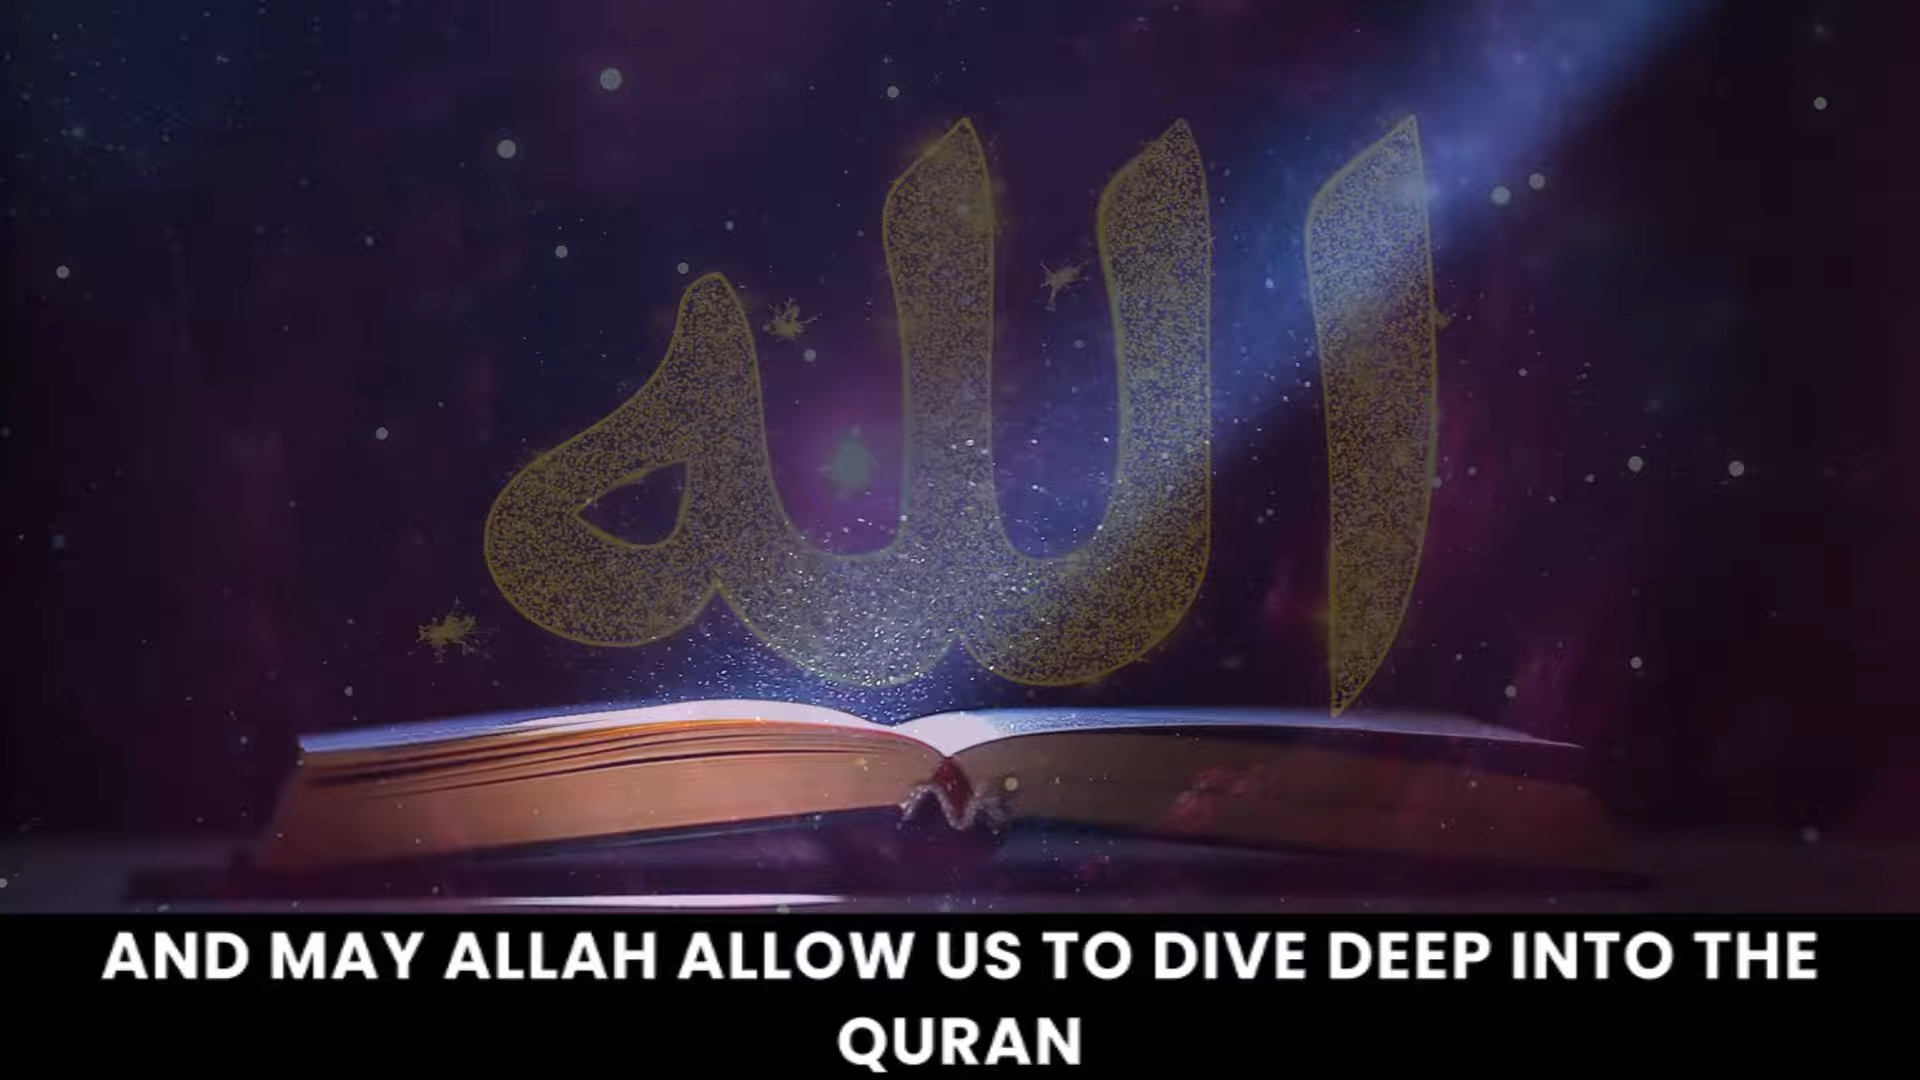 الله
AND MAY ALLAH ALLOW US TO DIVE DEEP INTO THE
QURAN